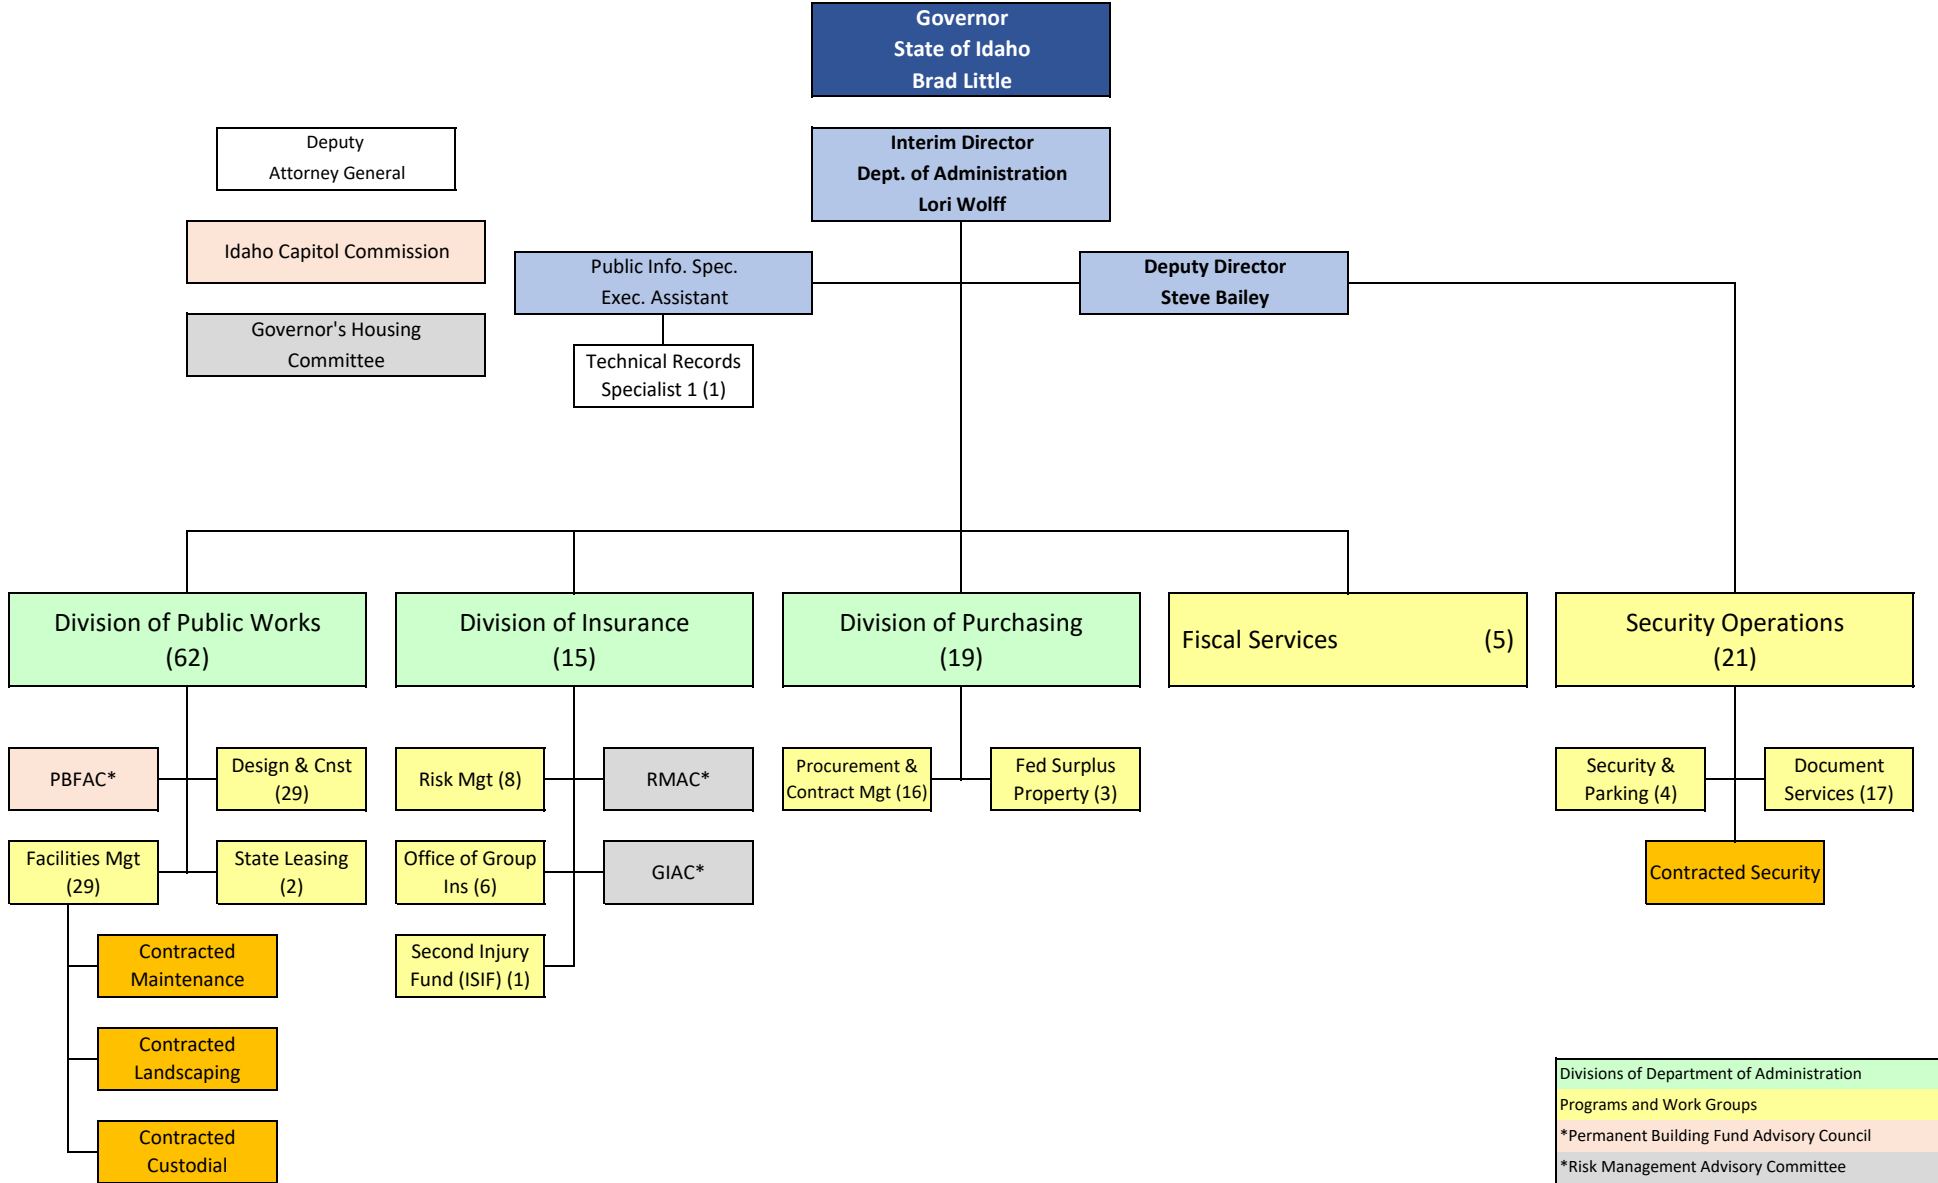 Governor
State of Idaho
Brad Little
Deputy
Attorney General
Interim Director
Dept. of Administration
Lori Wolff
Idaho Capitol Commission
Public Info. Spec.
Exec. Assistant
Deputy Director
Steve Bailey
Governor's Housing
Committee
Technical Records
Specialist 1 (1)
Division of Public Works
(62)
Division of Insurance
(15)
Division of Purchasing
(19)
Fiscal Services (5)
Security Operations
(21)
PBFAC*
Design & Cnst
(29)
Risk Mgt (8)
RMAC*
Procurement &
Contract Mgt (16)
Fed Surplus
Property (3)
Security &
Parking (4)
Document
Services (17)
Facilities Mgt
(29)
State Leasing
(2)
Office of Group
Ins (6)
GIAC*
Contracted Security
Contracted
Maintenance
Second Injury
Fund (ISIF) (1)
Contracted
Landscaping
Contracted
Custodial
Divisions of Department of Administration
Programs and Work Groups
*Permanent Building Fund Advisory Council
*Risk Management Advisory Committee